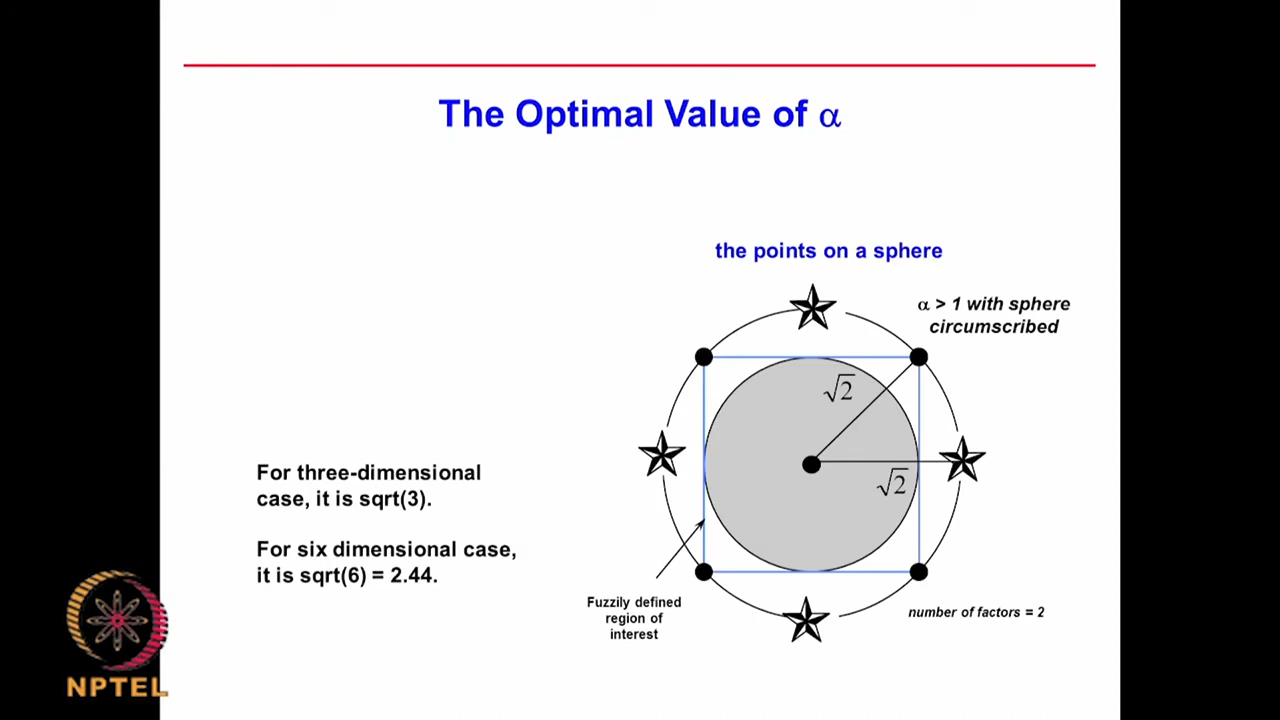 The Optimal Value of α
the points on a sphere
α > 1 with sphere
circumscribed
√2
√2
For three-dimensional
case, it is sqrt(3).
For six dimensional case,
it is sqrt(6) = 2.44.
Fuzzily defined
region of
interest
number of factors = 2
NPTEL